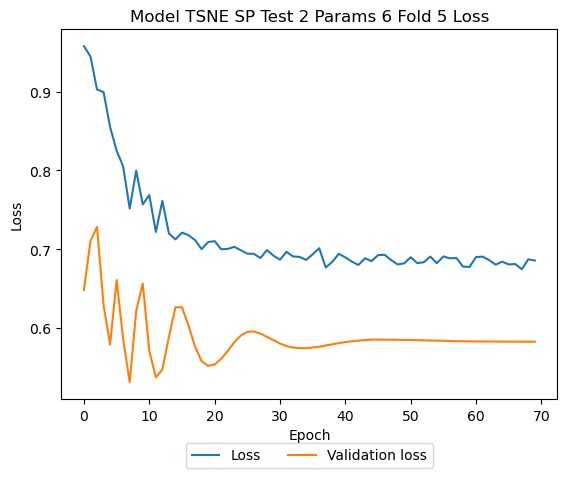 Model TSNE SP Test 2 Params 6 Fold 5 Loss
Loss
0.9
0.8
0.7
0.6
0 10 20 30 40 50 60 70
Epoch
Loss Validation loss